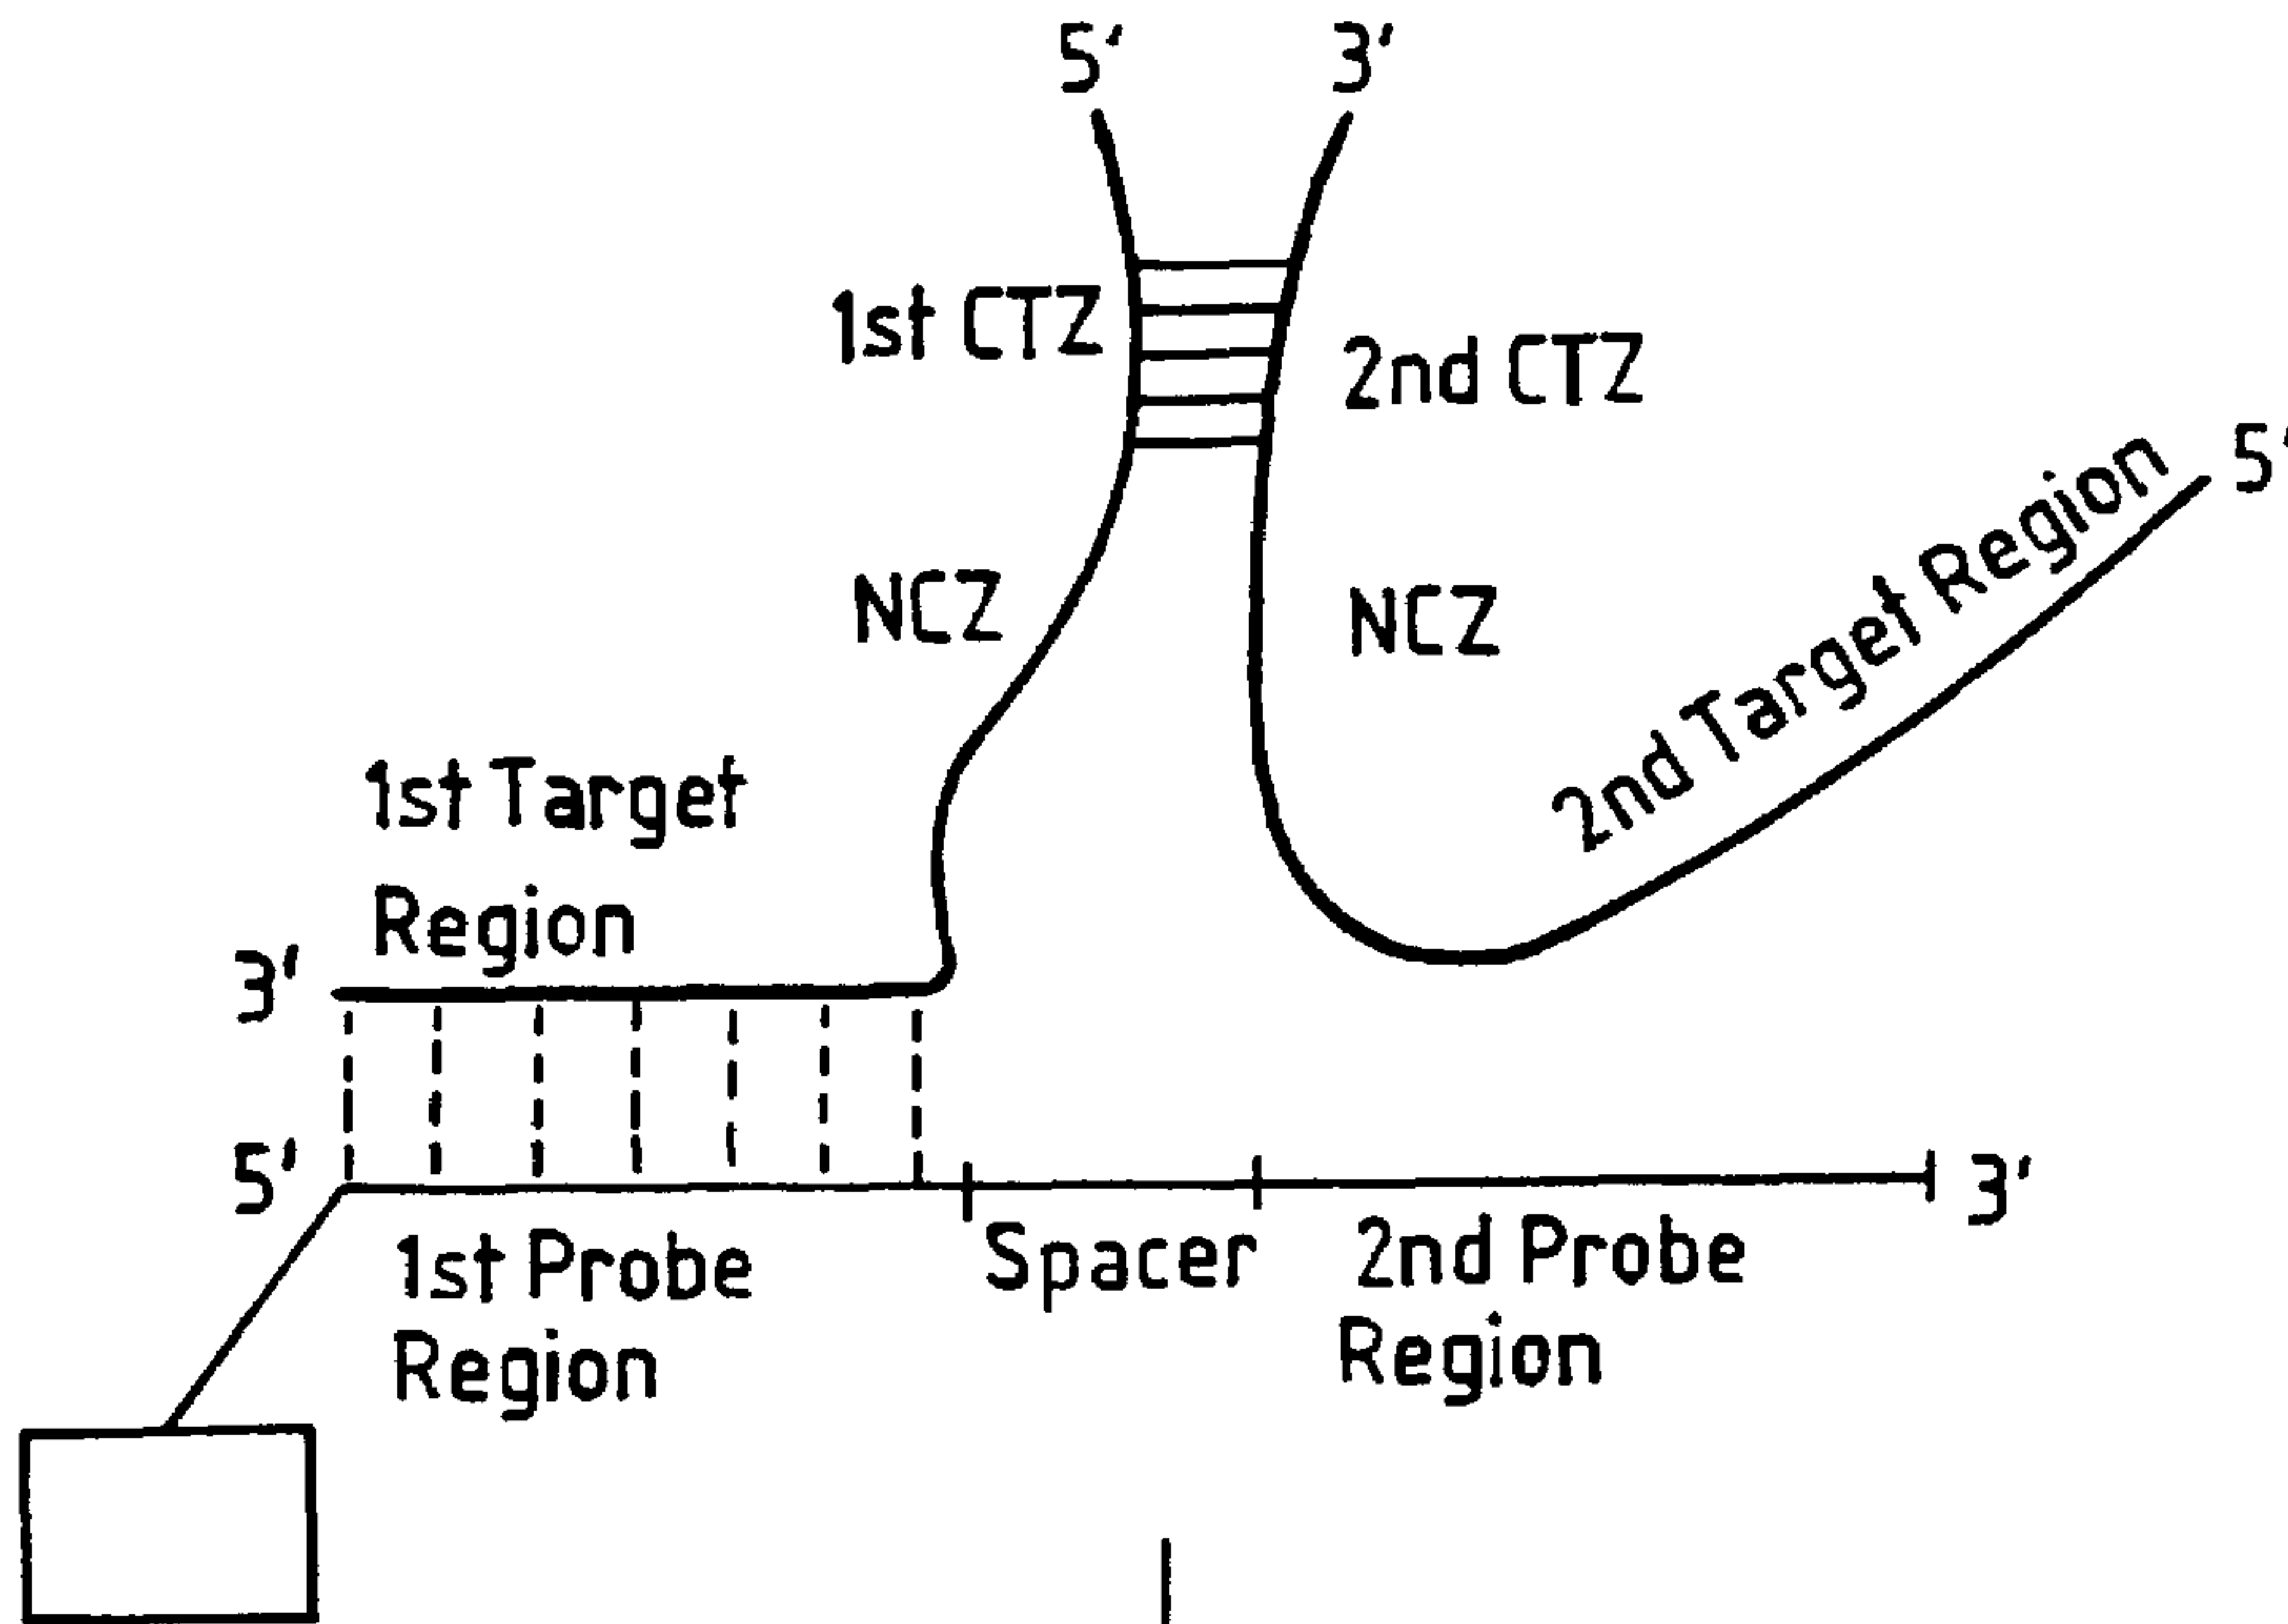 5' 3'
1st CTZ
2nd CTZ
5'
2nd Target Region
NCZ NCZ
1st Target
Region
3'
5'
3'
1st Probe
Region
Spacer
2nd Probe
Region